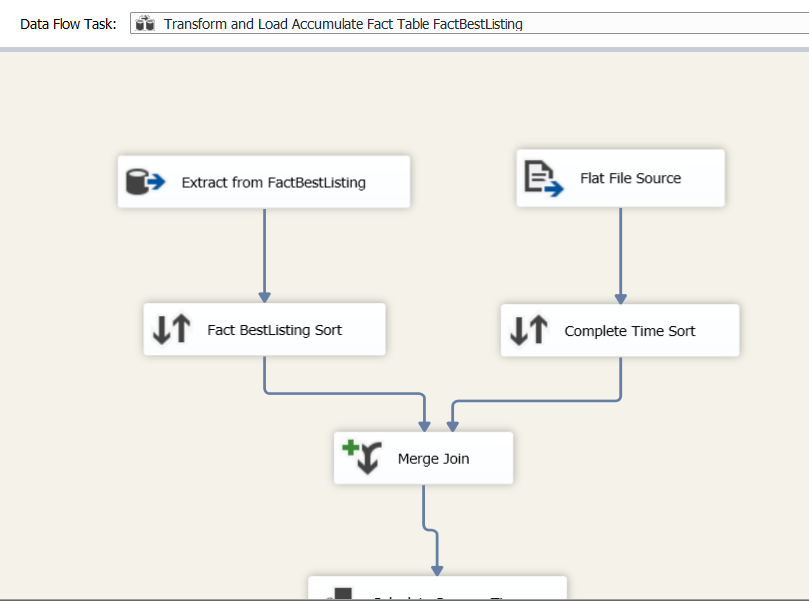 Data Flow Task: Transform and Load Accumulate Fact Table FactBestListing
Extract from FactBestListing
Flat File Source
Fact BestListing Sort
Complete Time Sort
Merge Join